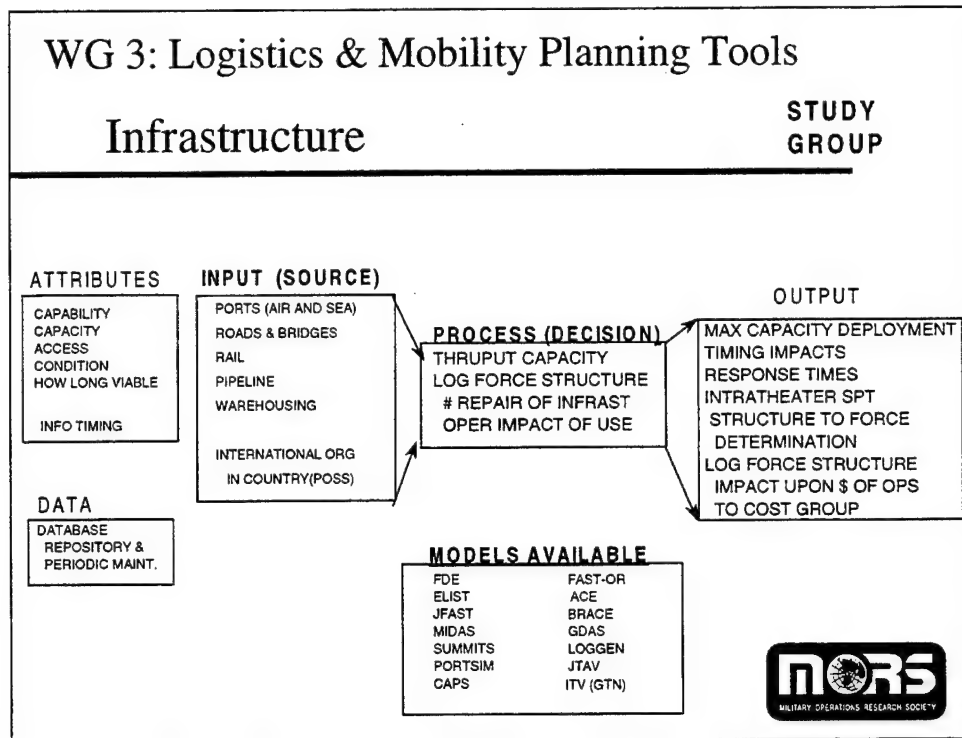 WG 3: Logistics & Mobility Planning Tools
Infrastructure
STUDY
GROUP
ATTRIBUTES
CAPABILITY
CAPACITY
ACCESS
CONDITION
HOW LONG VIABLE
INFO TIMING
DATA
DATABASE
REPOSITORY &
PERIODIC MAINT.
INPUT (SOURCE)
PORTS (AIR AND SEA)
ROADS & BRIDGES
RAIL
PIPELINE
WAREHOUSING
INTERNATIONAL ORG
IN COUNTRY(POSS)
PROCESS (DECISION)
THRUPUT CAPACITY
LOG FORCE STRUCTURE
# REPAIR OF INFRAST
OPER IMPACT OF USE
OUTPUT
MAX CAPACITY DEPLOYMENT
TIMING IMPACTS
RESPONSE TIMES
INTRATHEATER SPT
STRUCTURE TO FORCE
DETERMINATION
LOG FORCE STRUCTURE
IMPACT UPON $ OF OPS
TO COST GROUP
MODELS AVAILABLE
FDE FAST-OR
ELIST ACE
JFAST BRACE
MIDAS GDAS
SUMMITS LOGGEN
PORTSIM JTAV
CAPS ITV (GTN)
MORS
MILITARY OPERATIONS RESEARCH SOCIETY